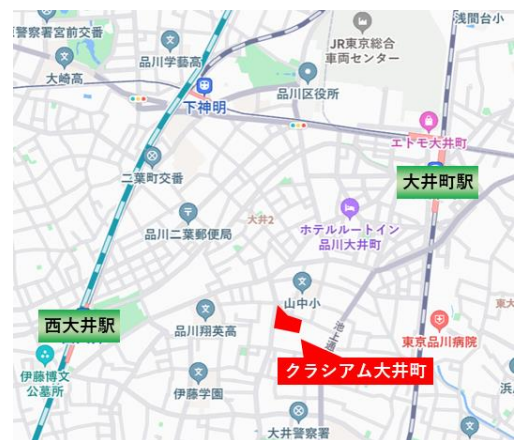 警察署宮前交番
大崎高
品川学藝高
JR東京総合
車両センター
浅間台小
下神明
品川区役所
エトモ大井町
二葉町交番
大井町駅
品川二葉郵便局
大井2
ホテルルートイン
品川大井町
山中小
西大井駅
品川翔英高
池上通
東京品川病院
クラシアム大井町
伊藤博文
公墓所
伊藤学園
大井警察署